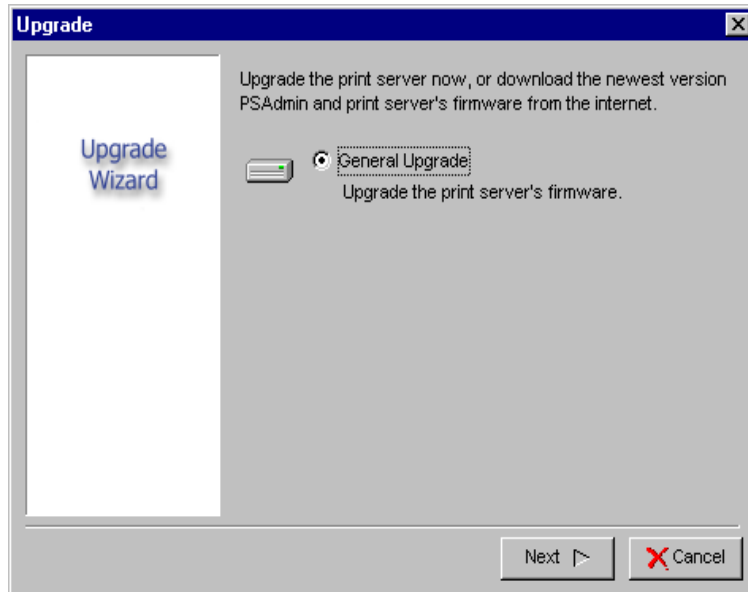 Upgrade
Upgrade the print server now, or download the newest version
PSAdmin and print server's firmware from the internet.
Upgrade
Wizard
General Upgrade
Upgrade the print server's firmware.
Next
Cancel